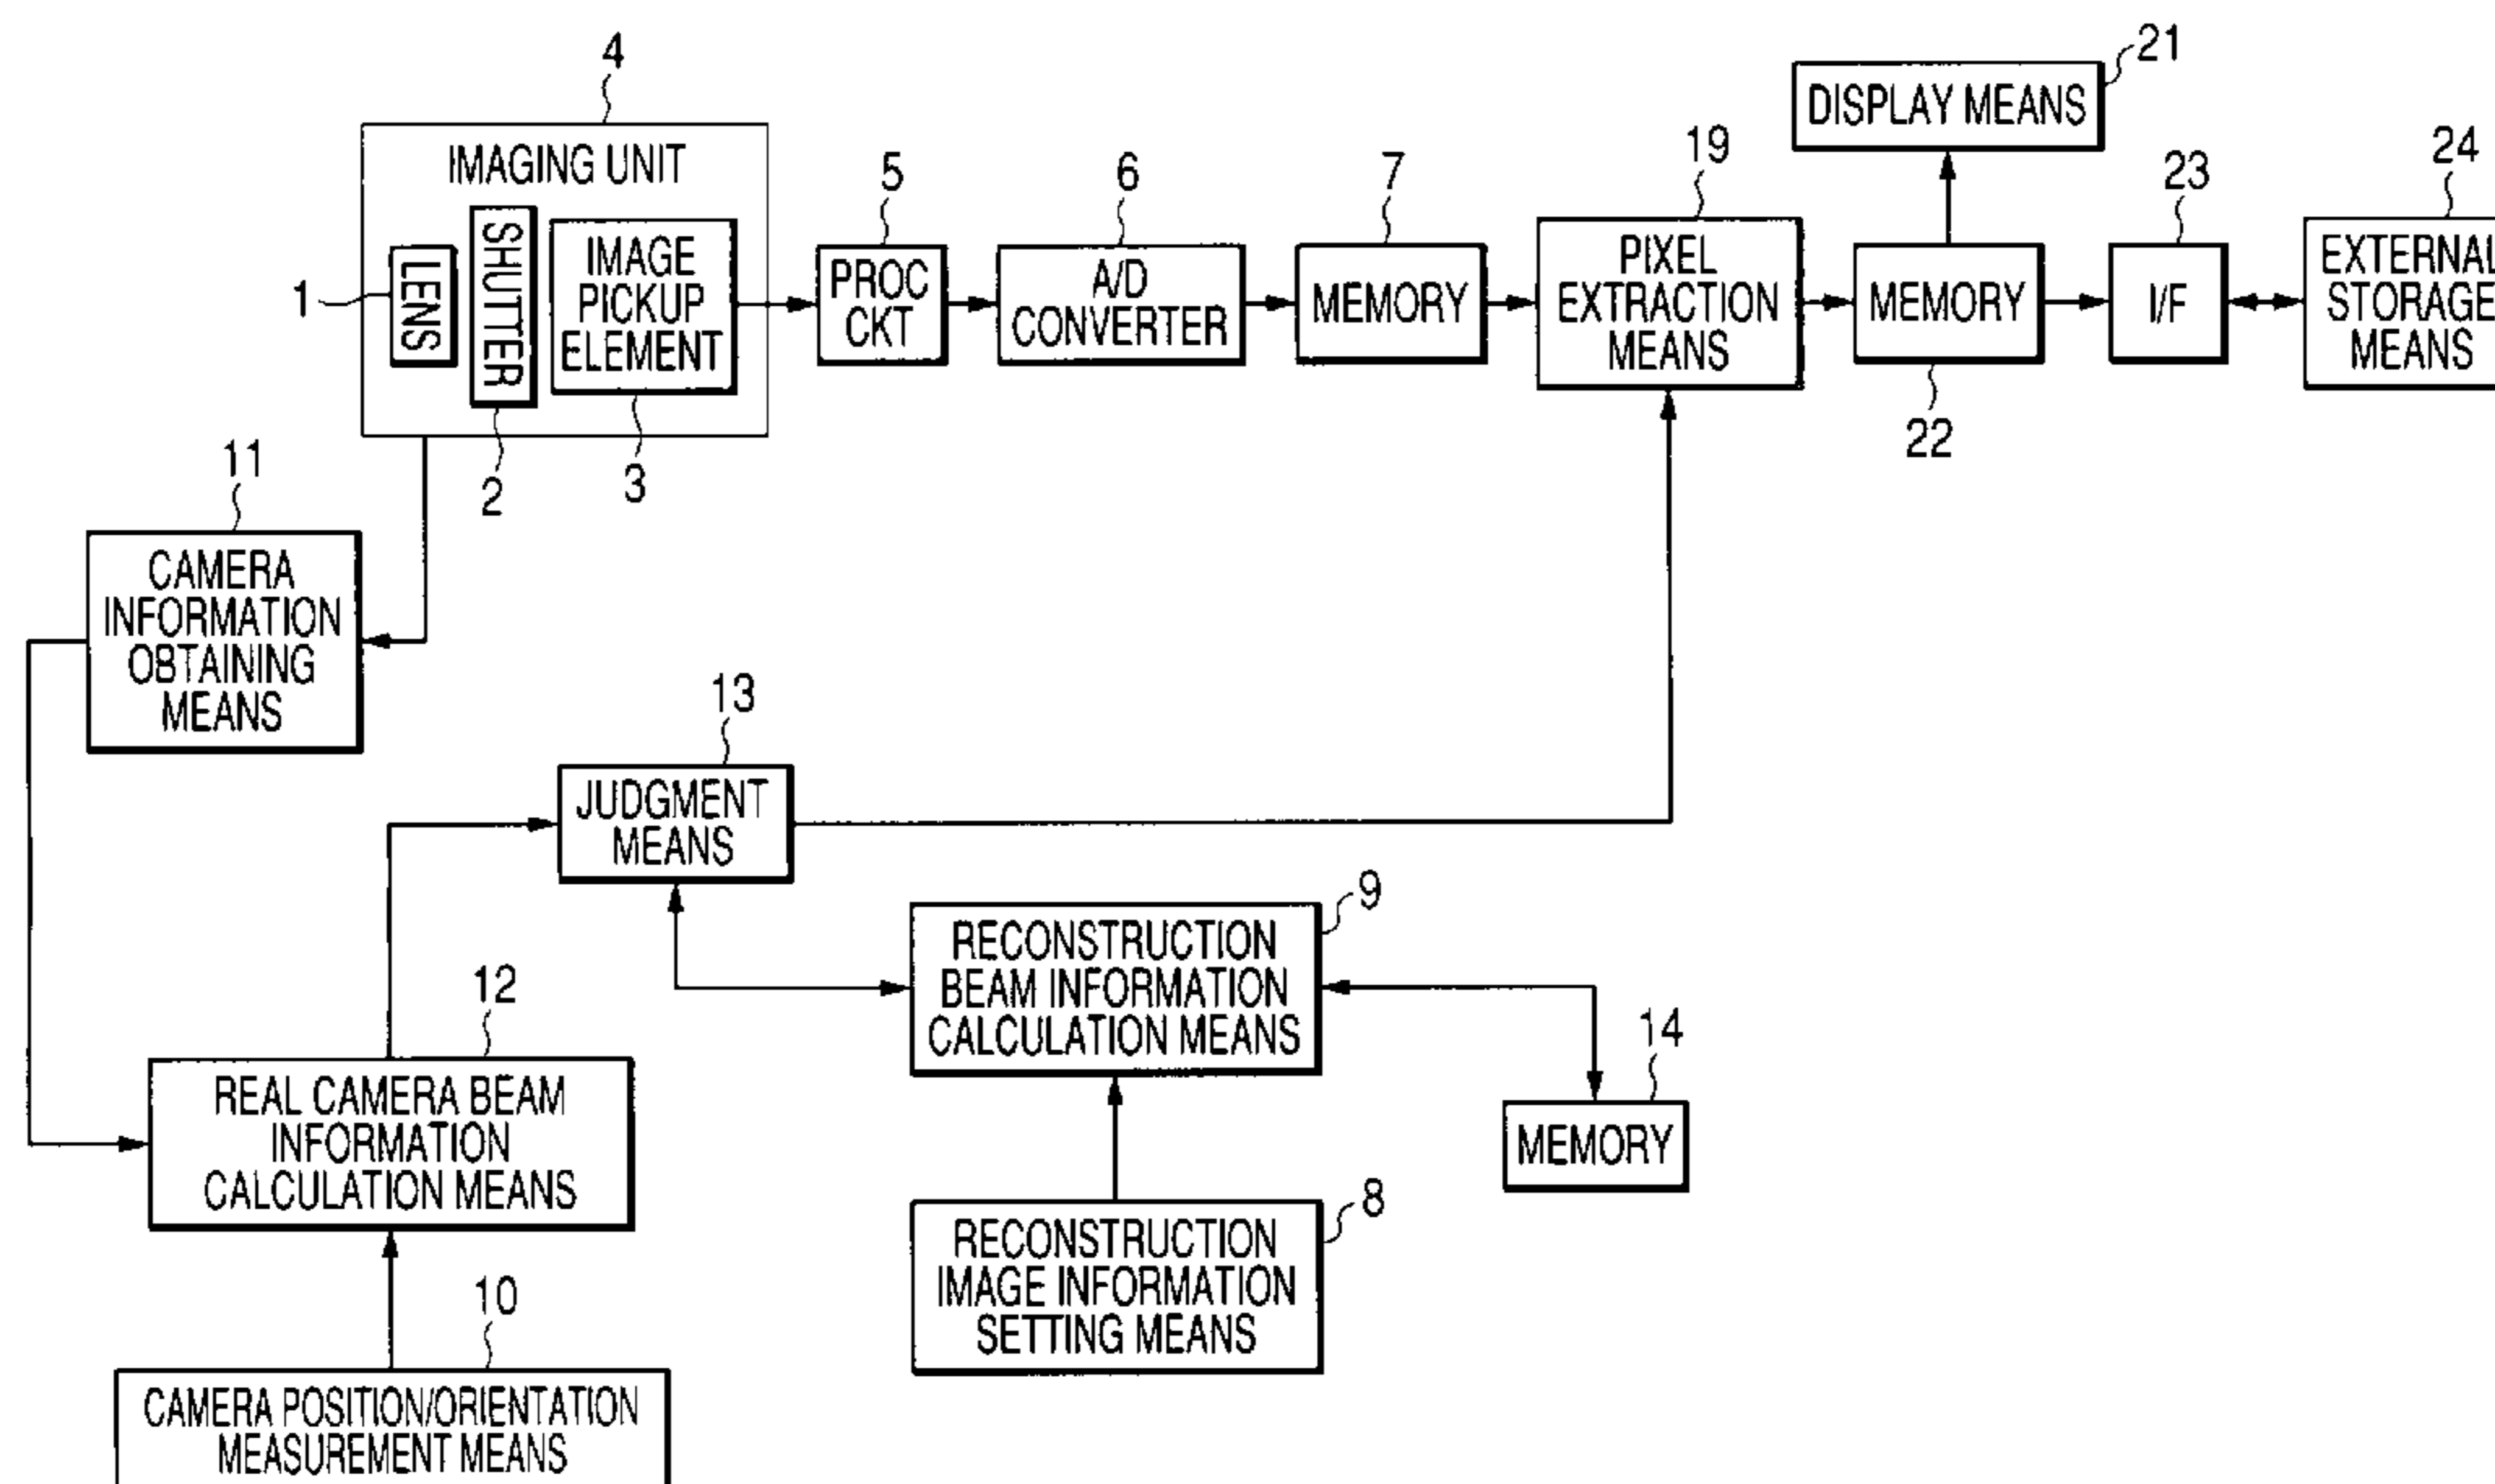 4
IMAGING UNIT
1
LENS
SHUTTER
IMAGE
PICKUP
ELEMENT
2
3
5
PROC
CKT
6
A/D
CONVERTER
7
MEMORY
19
PIXEL
EXTRACTION
MEANS
21
DISPLAY MEANS
MEMORY
22
23
I/F
24
EXTERNAL
STORAGE
MEANS
11
CAMERA
INFORMATION
OBTAINING
MEANS
13
JUDGMENT
MEANS
9
RECONSTRUCTION
BEAM INFORMATION
CALCULATION MEANS
12
REAL CAMERA BEAM
INFORMATION
CALCULATION MEANS
14
MEMORY
8
RECONSTRUCTION
IMAGE INFORMATION
SETTING MEANS
10
CAMERA POSITION/ORIENTATION
MEASUREMENT MEANS